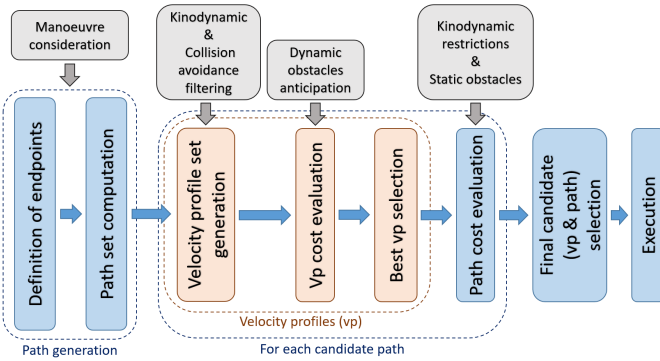 Manoeuvre
consideration
Kinodynamic
&
Collision
avoidance
filtering
Dynamic
obstacles
anticipation
Kinodynamic
restrictions
&
Static obstacles
Definition of endpoints
Path set computation
Velocity profile set
generation
Vp cost evaluation
Best vp selection
Path cost evaluation
Final candidate
(vp & path)
selection
Execution
Velocity profiles (vp)
Path generation
For each candidate path